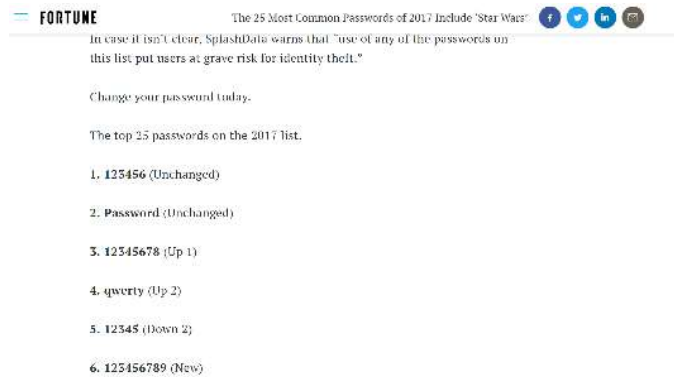 FORTUNE
The 25 Most Common Passwords of 2017 Include 'Star Wars'
In case it isn't clear, SplashData warns that "use of any of the passwords on
this list put users at grave risk for identity theft."
Change your password today.
The top 25 passwords on the 2017 list.
1. 123456 (Unchanged)
2. Password (Unchanged)
3. 12345678 (Up 1)
4. qwerty (Up 2)
5. 12345 (Down 2)
6. 123456789 (New)